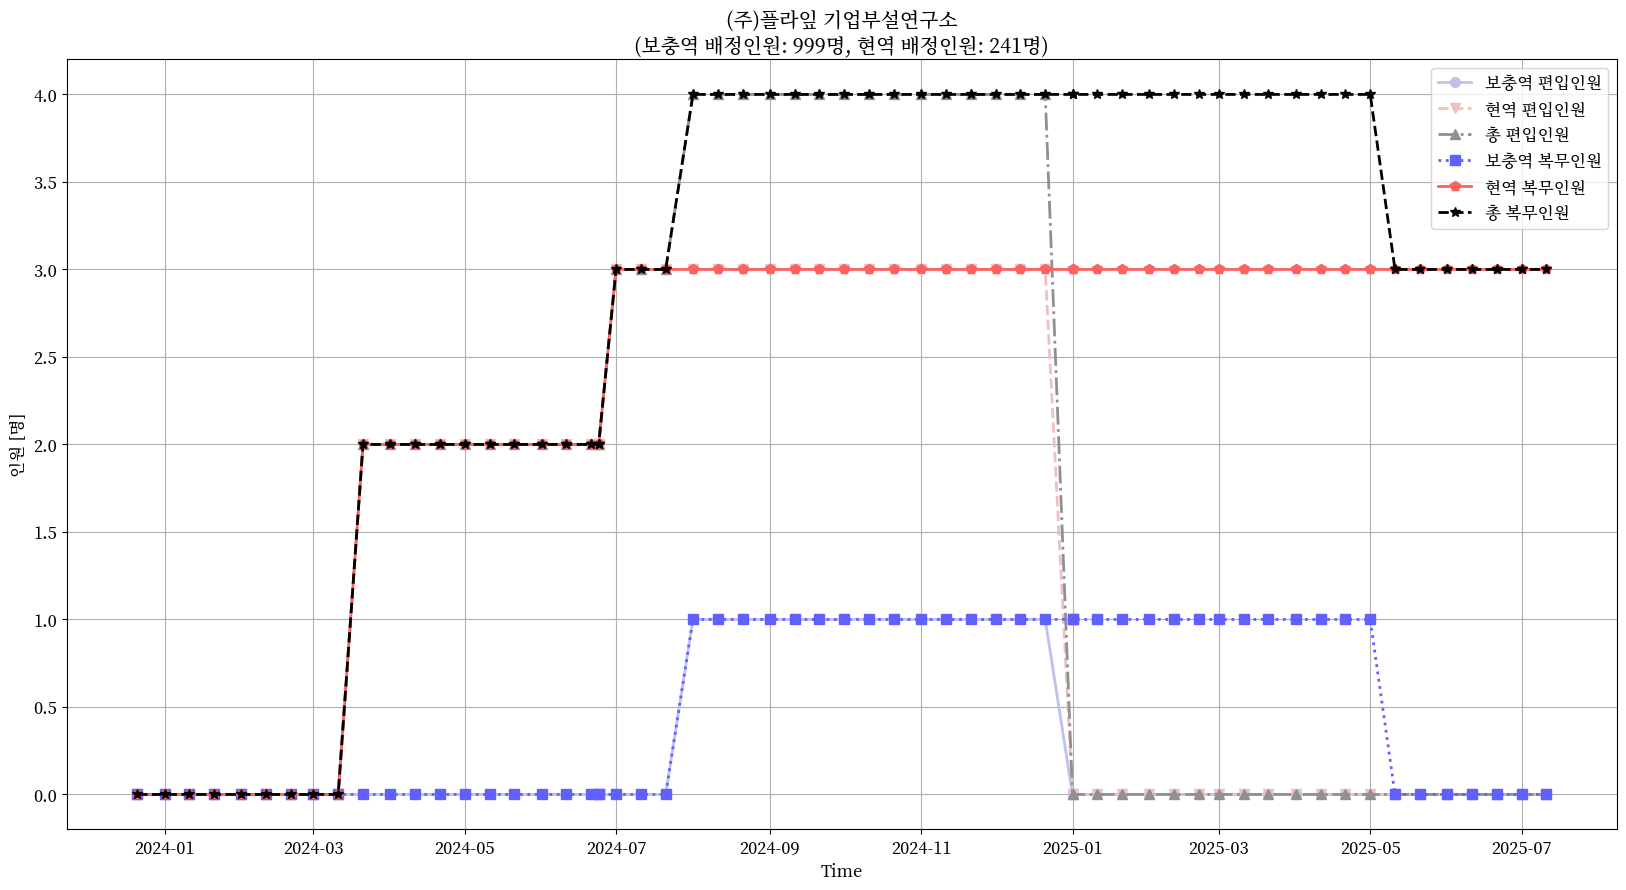 (주)플라잎 기업부설연구소
(보충역 배정인원: 999명, 현역 배정인원: 241명)
보충역 편입인원
현역 편입인원
총 편입인원
보충역 복무인원
현역 복무인원
총 복무인원
인원 [명]
4.0
3.5
3.0
2.5
2.0
1.5
1.0
0.5
0.0
2024-01 2024-03 2024-05 2024-07 2024-09 2024-11 2025-01 2025-03 2025-05 2025-07
Time